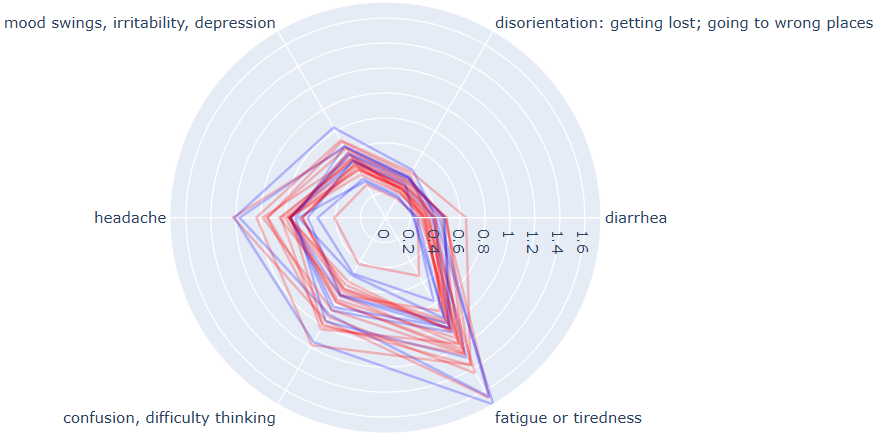 mood swings, irritability, depression
disorientation: getting lost; going to wrong places
headache
diarrhea
0
0.2
0.4
0.6
0.8
1
1.2
1.4
1.6
confusion, difficulty thinking
fatigue or tiredness